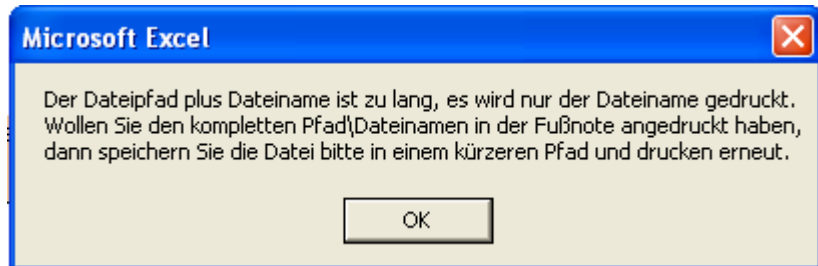 Microsoft Excel
Der Dateipfad plus Dateiname ist zu lang, es wird nur der Dateiname gedruckt.
Wollen Sie den kompletten Pfad\Dateinamen in der Fußnote angedruckt haben,
dann speichern Sie die Datei bitte in einem kürzeren Pfad und drucken erneut.
OK